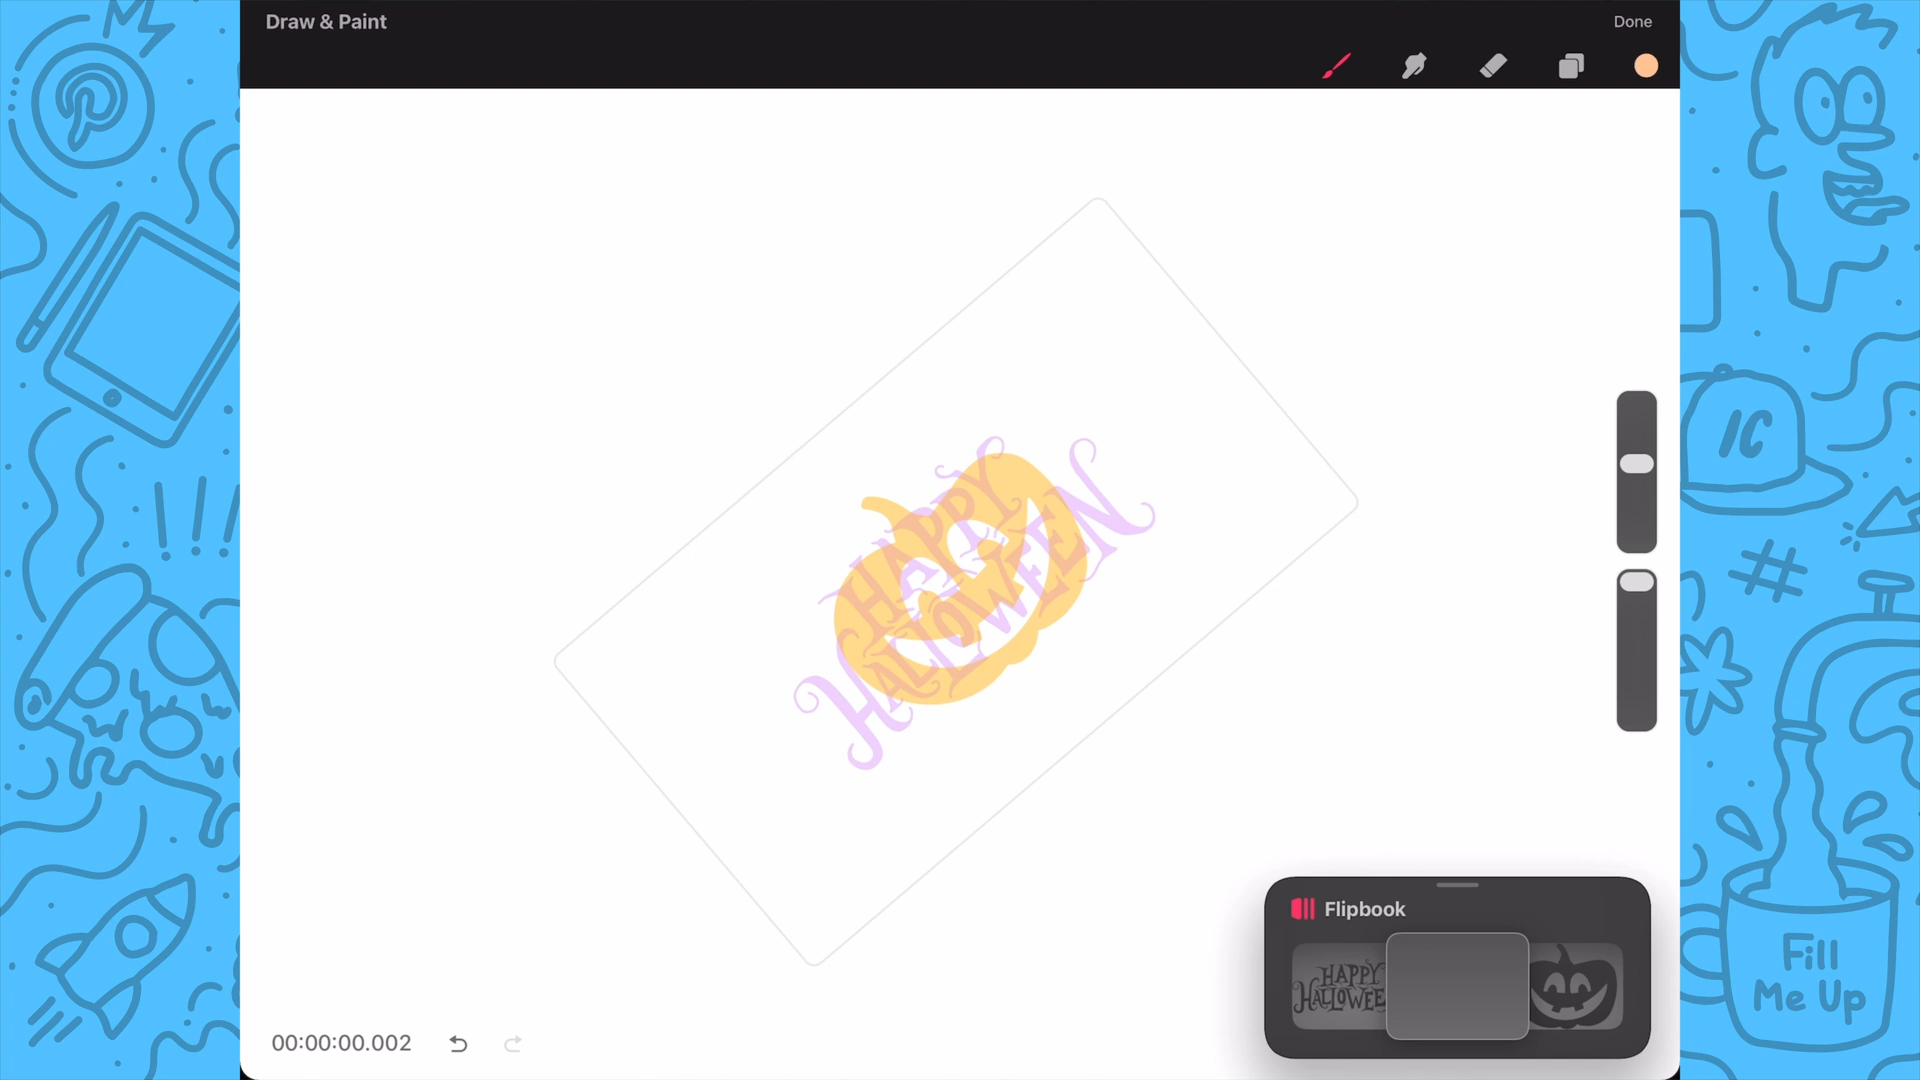 Draw & Paint
Done
HAPPY
HALLOWEEN
IC
!!!
#
Flipbook
HAPPY
HALLOWEE
Fill
Me Up
00:00:00.002